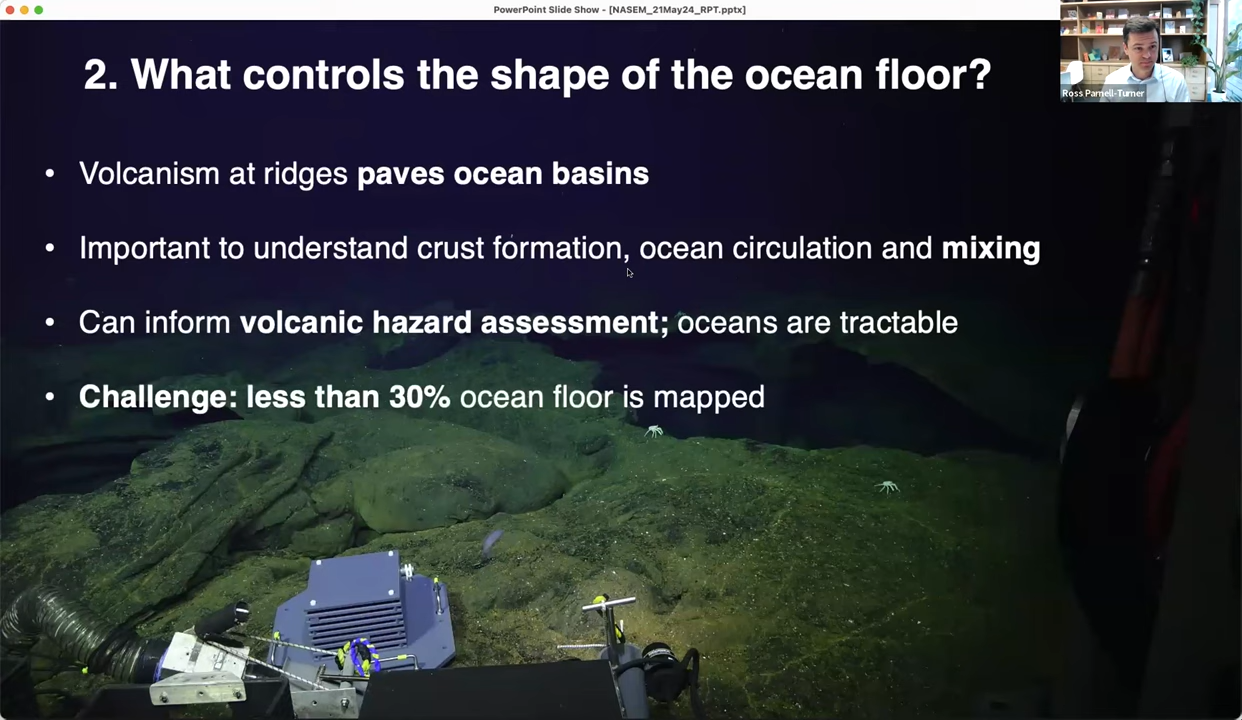 PowerPoint Slide Show - [NASEM_21May24_RPT.pptx]
2. What controls the shape of the ocean floor?
Ross Parnell-Turner
• Volcanism at ridges paves ocean basins
• Important to understand crust formation, ocean circulation and mixing
• Can inform volcanic hazard assessment; oceans are tractable
• Challenge: less than 30% ocean floor is mapped